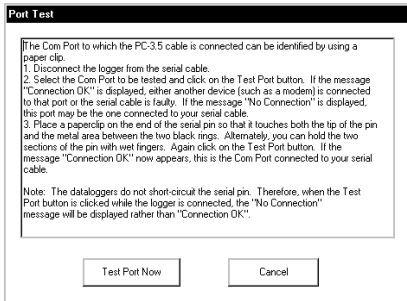 Port Test
The Com Port to which the PC-3.5 cable is connected can be identified by using a
paper clip.
1. Disconnect the logger from the serial cable.
2. Select the Com Port to be tested and click on the Test Port button.  If the message
"Connection OK" is displayed, either another device (such as a modem) is connected
to that port or the serial cable is faulty.  If the message "No Connection" is displayed,
this port may be the one connected to your serial cable.
3. Place a paperclip on the end of the serial pin so that it touches both the tip of the pin
and the metal area between the two black rings.  Alternately, you can hold the two
sections of the pin with wet fingers.  Again click on the Test Port button.  If the
message "Connection OK" now appears, this is the Com Port connected to your serial
cable.
Note:  The dataloggers do not short-circuit the serial pin.  Therefore, when the Test
Port button is clicked while the logger is connected, the "No Connection"
message will be displayed rather than "Connection OK".
Test Port Now
Cancel